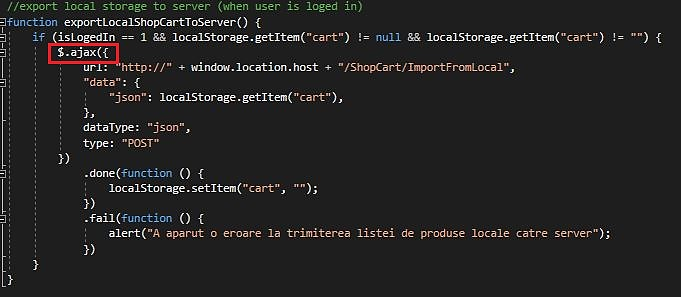 //export local storage to server (when user is loged in)
function exportLocalShopCartToServer() {
if (isLogedIn == 1 && localStorage.getItem("cart") != null && localStorage.getItem("cart") != "") {
$.ajax({
url: "http://" + window.location.host + "/ShopCart/ImportFromLocal",
"data": {
"json": localStorage.getItem("cart"),
},
dataType: "json",
type: "POST"
})
.done(function () {
localStorage.setItem("cart", "");
})
.fail(function () {
alert("A aparut o eroare la trimiterea listei de produse locale catre server");
})
}
}